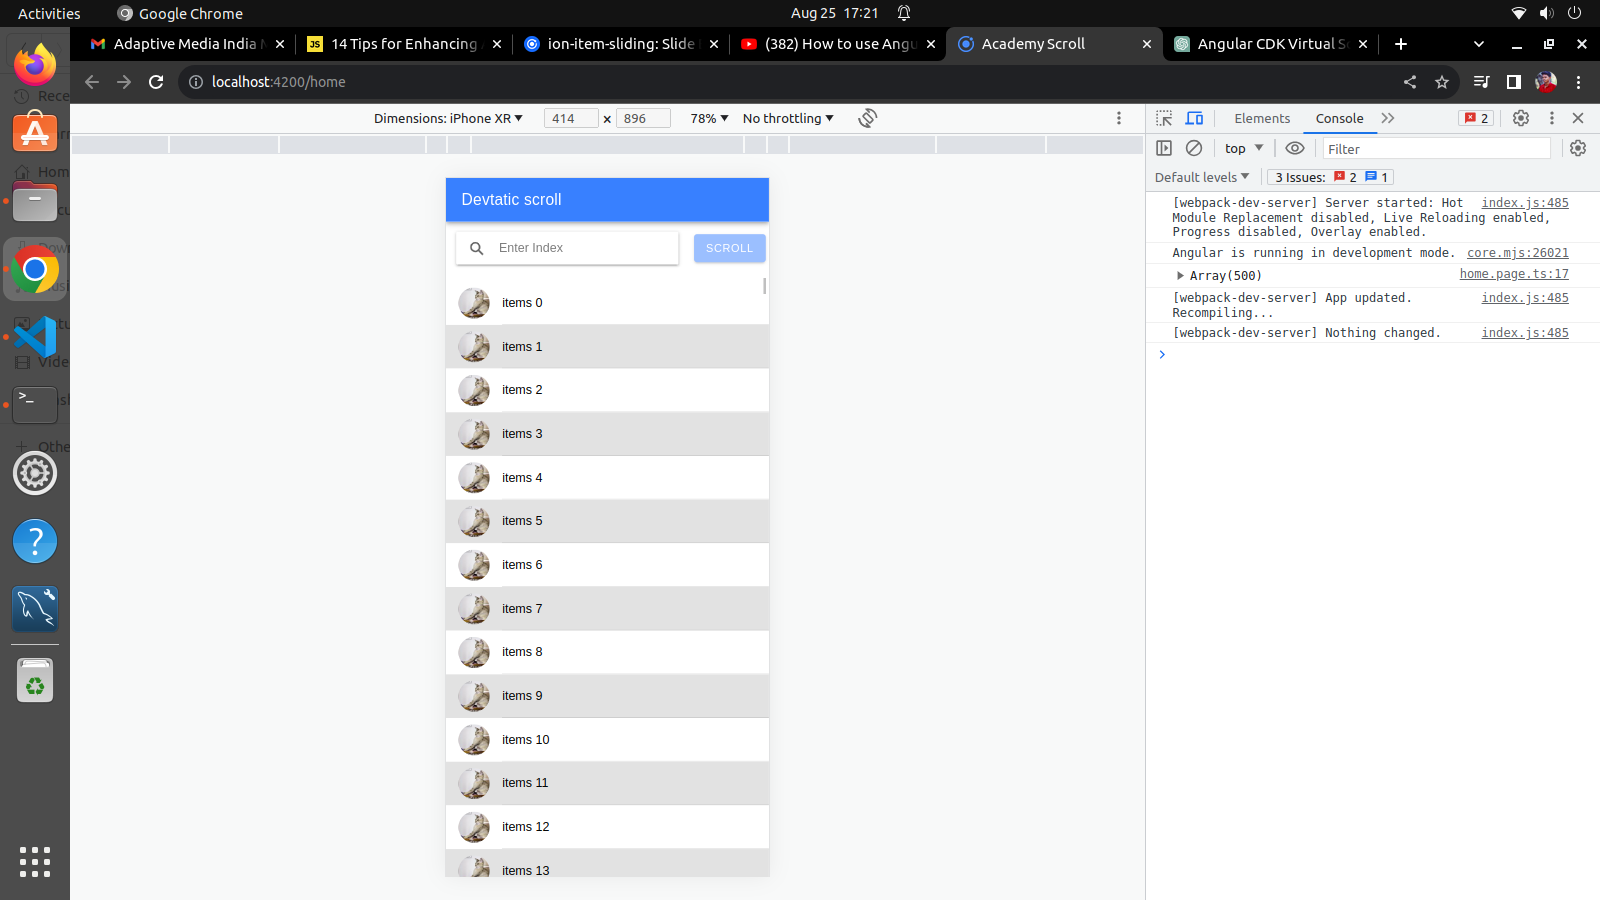 Activities
Google Chrome
Aug 25 17:21
Adaptive Media India
14 Tips for Enhancing
ion-item-sliding: Slide
(382) How to use Angu
Academy Scroll
Angular CDK Virtual Sc
localhost:4200/home
Rece
Hom
Vide
Othe
Dimensions: iPhone XR
414 × 896
78%
No throttling
Elements
Console
2
top
Filter
Default levels
3 Issues: 2 1
Devtatic scroll
Enter Index
SCROLL
items 0
items 1
items 2
items 3
items 4
items 5
items 6
items 7
items 8
items 9
items 10
items 11
items 12
items 13
[webpack-dev-server] Server started: Hot index.js:485
Module Replacement disabled, Live Reloading enabled,
Progress disabled, Overlay enabled.
Angular is running in development mode. core.mjs:26021
Array(500) home.page.ts:17
[webpack-dev-server] App updated. index.js:485
Recompiling...
[webpack-dev-server] Nothing changed. index.js:485